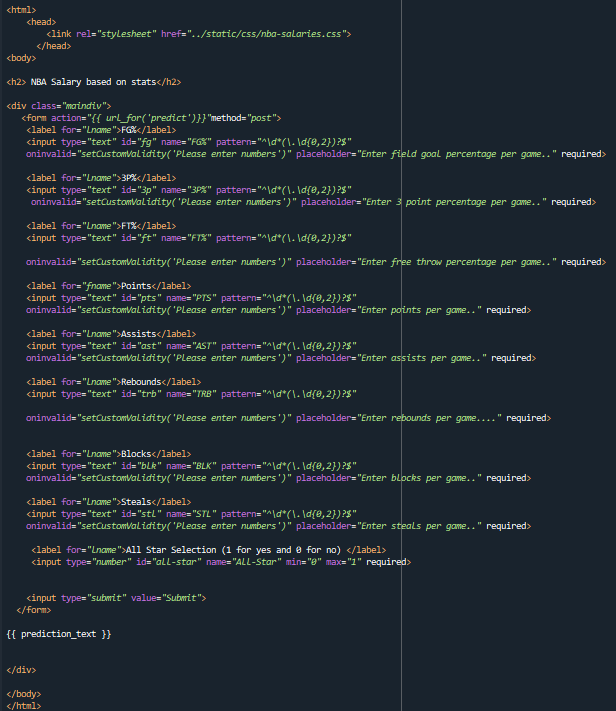 <html>
<head>
<link rel="stylesheet" href="../static/css/nba-salaries.css">
</head>
<body>
<h2> NBA Salary based on stats</h2>
<div class="maindiv">
<form action="{{ url_for('predict')}}"method="post">
<label for="Lname">FG%</label>
<input type="text" id="fg" name="FG%" pattern="^\d*(\.\d{0,2})?$"
oninvalid="setCustomValidity('Please enter numbers')" placeholder="Enter field goal percentage per game.." required>
<label for="Lname">3P%</label>
<input type="text" id="3p" name="3P%" pattern="^\d*(\.\d{0,2})?$"
oninvalid="setCustomValidity('Please enter numbers')" placeholder="Enter 3 point percentage per game.." required>
<label for="Lname">FT%</label>
<input type="text" id="ft" name="FT%" pattern="^\d*(\.\d{0,2})?$"
oninvalid="setCustomValidity('Please enter numbers')" placeholder="Enter free throw percentage per game.." required>
<label for="fname">Points</label>
<input type="text" id="pts" name="PTS" pattern="^\d*(\.\d{0,2})?$"
oninvalid="setCustomValidity('Please enter numbers')" placeholder="Enter points per game.." required>
<label for="Lname">Assists</label>
<input type="text" id="ast" name="AST" pattern="^\d*(\.\d{0,2})?$"
oninvalid="setCustomValidity('Please enter numbers')" placeholder="Enter assists per game.." required>
<label for="Lname">Rebounds</label>
<input type="text" id="trb" name="TRB" pattern="^\d*(\.\d{0,2})?$"
oninvalid="setCustomValidity('Please enter numbers')" placeholder="Enter rebounds per game...." required>
<label for="Lname">Blocks</label>
<input type="text" id="blk" name="BLK" pattern="^\d*(\.\d{0,2})?$"
oninvalid="setCustomValidity('Please enter numbers')" placeholder="Enter blocks per game.." required>
<label for="Lname">Steals</label>
<input type="text" id="stl" name="STL" pattern="^\d*(\.\d{0,2})?$"
oninvalid="setCustomValidity('Please enter numbers')" placeholder="Enter steals per game.." required>
<label for="Lname">All Star Selection (1 for yes and 0 for no) </label>
<input type="number" id="all-star" name="All-Star" min="0" max="1" required>
<input type="submit" value="Submit">
</form>
{{ prediction_text }}
</div>
</body>
</html>